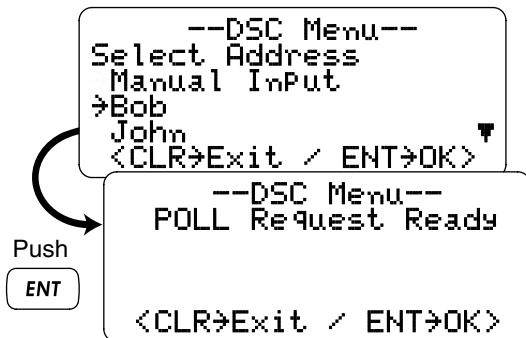 --DSC Menu--
Select Address
Manual InPut
→Bob
John
<CLR→Exit / ENT→OK>
--DSC Menu--
POLL Request Ready
<CLR→Exit / ENT→OK>
Push
ENT